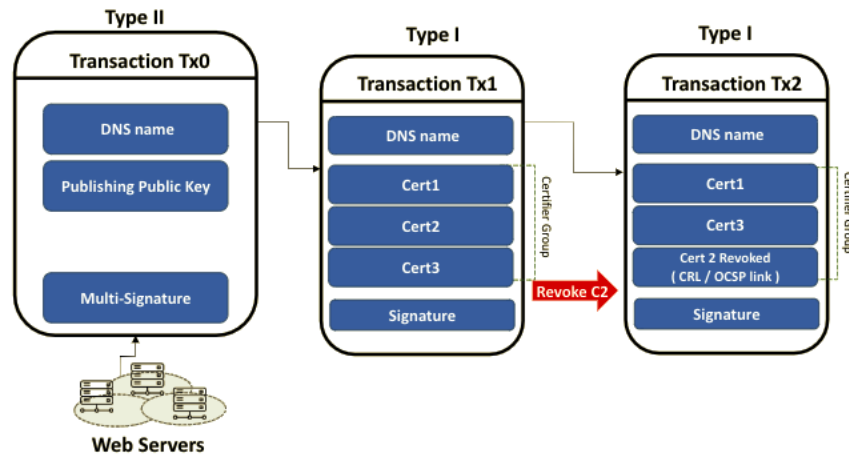 Type II
Transaction Tx0
DNS name
Publishing Public Key
Multi-Signature
Web Servers
Type I
Transaction Tx1
DNS name
Cert1
Cert2
Cert3
Signature
Certifier Group
Revoke C2
Type I
Transaction Tx2
DNS name
Cert1
Cert3
Cert 2 Revoked
( CRL / OCSP link )
Signature
Certifier Group